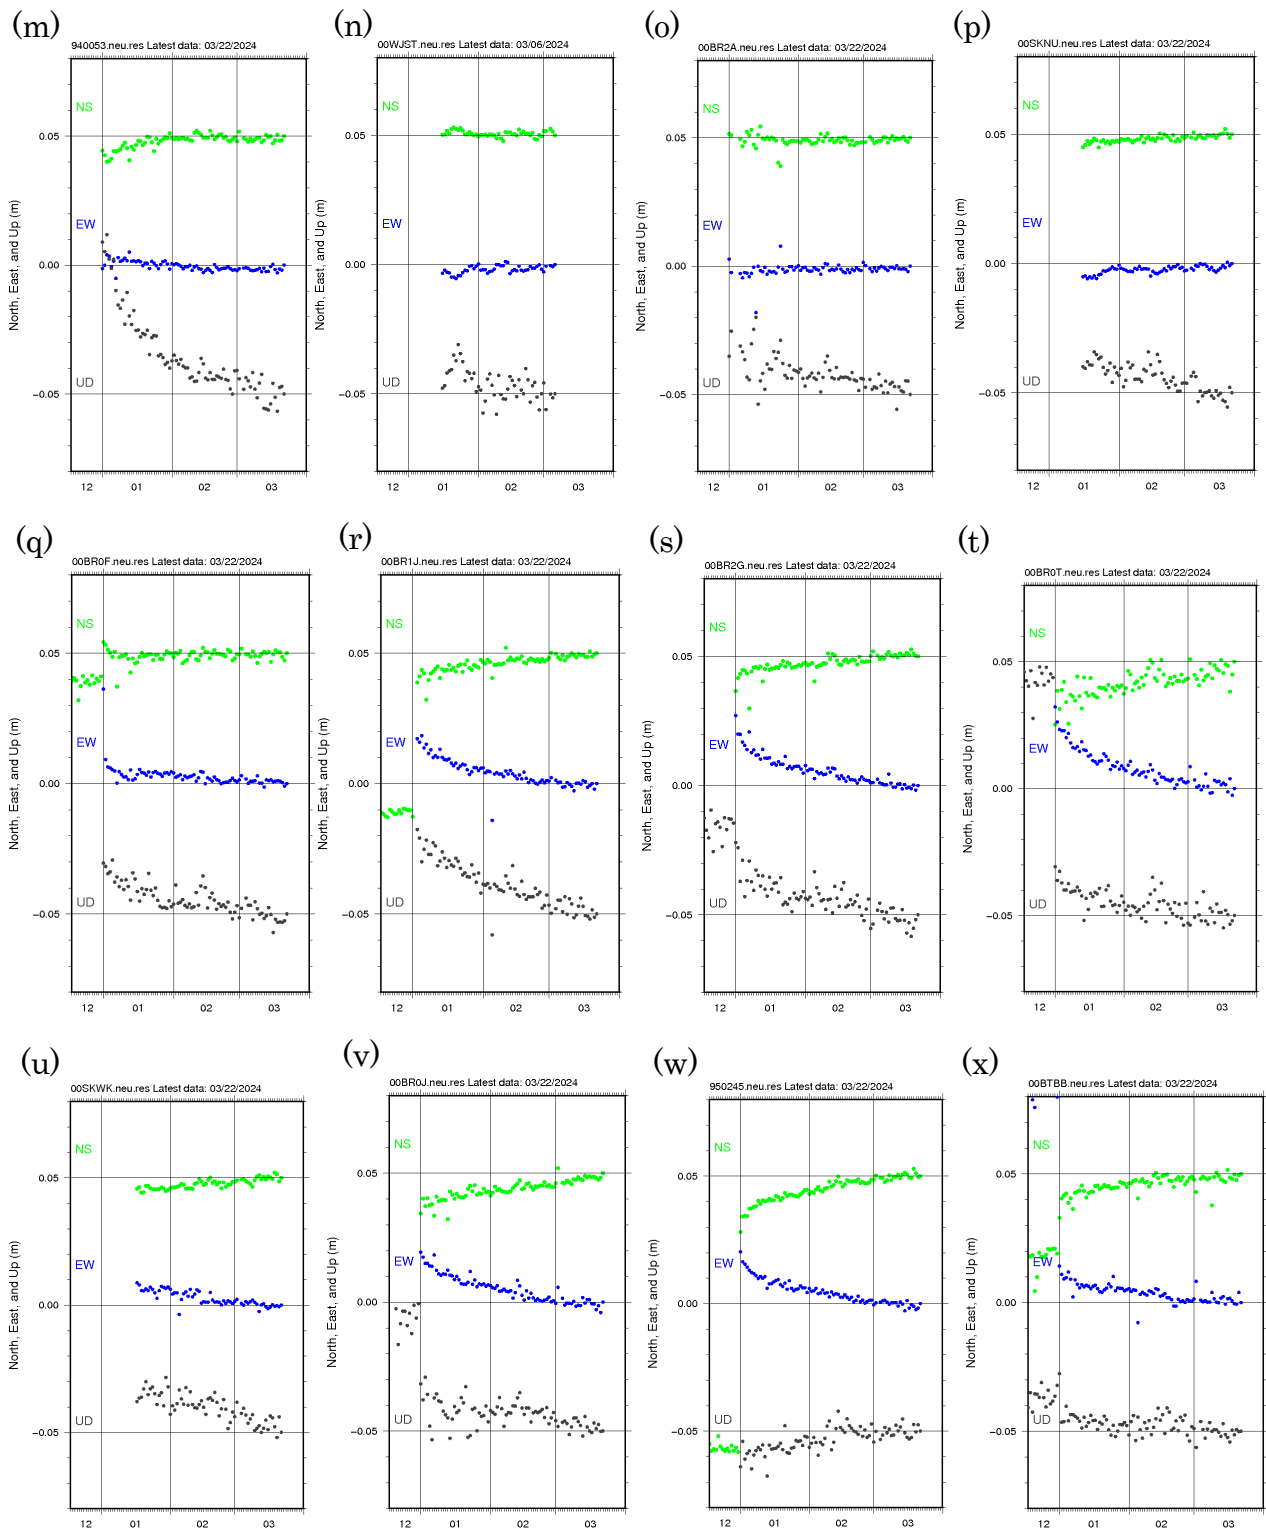 (m)
940053.neu.res Latest data: 03/22/2024
NS
EW
UD
0.05
0.00
−0.05
North, East, and Up (m)
12 01 02 03
(n)
00WJST.neu.res Latest data: 03/06/2024
NS
EW
UD
0.05
0.00
−0.05
North, East, and Up (m)
12 01 02 03
(o)
00BR2A.neu.res Latest data: 03/22/2024
NS
EW
UD
0.05
0.00
−0.05
North, East, and Up (m)
12 01 02 03
(p)
00SKNU.neu.res Latest data: 03/22/2024
NS
EW
UD
0.05
0.00
−0.05
North, East, and Up (m)
12 01 02 03
(q)
00BR0F.neu.res Latest data: 03/22/2024
NS
EW
UD
0.05
0.00
−0.05
North, East, and Up (m)
12 01 02 03
(r)
00BR1J.neu.res Latest data: 03/22/2024
NS
EW
UD
0.05
0.00
−0.05
North, East, and Up (m)
12 01 02 03
(s)
00BR2G.neu.res Latest data: 03/22/2024
NS
EW
UD
0.05
0.00
−0.05
North, East, and Up (m)
12 01 02 03
(t)
00BR0T.neu.res Latest data: 03/22/2024
NS
EW
UD
0.05
0.00
−0.05
North, East, and Up (m)
12 01 02 03
(u)
00SKWK.neu.res Latest data: 03/22/2024
NS
EW
UD
0.05
0.00
−0.05
North, East, and Up (m)
12 01 02 03
(v)
00BR0J.neu.res Latest data: 03/22/2024
NS
EW
UD
0.05
0.00
−0.05
North, East, and Up (m)
12 01 02 03
(w)
950245.neu.res Latest data: 03/22/2024
NS
EW
UD
0.05
0.00
−0.05
North, East, and Up (m)
12 01 02 03
(x)
00BTBB.neu.res Latest data: 03/22/2024
NS
EW
UD
0.05
0.00
−0.05
North, East, and Up (m)
12 01 02 03